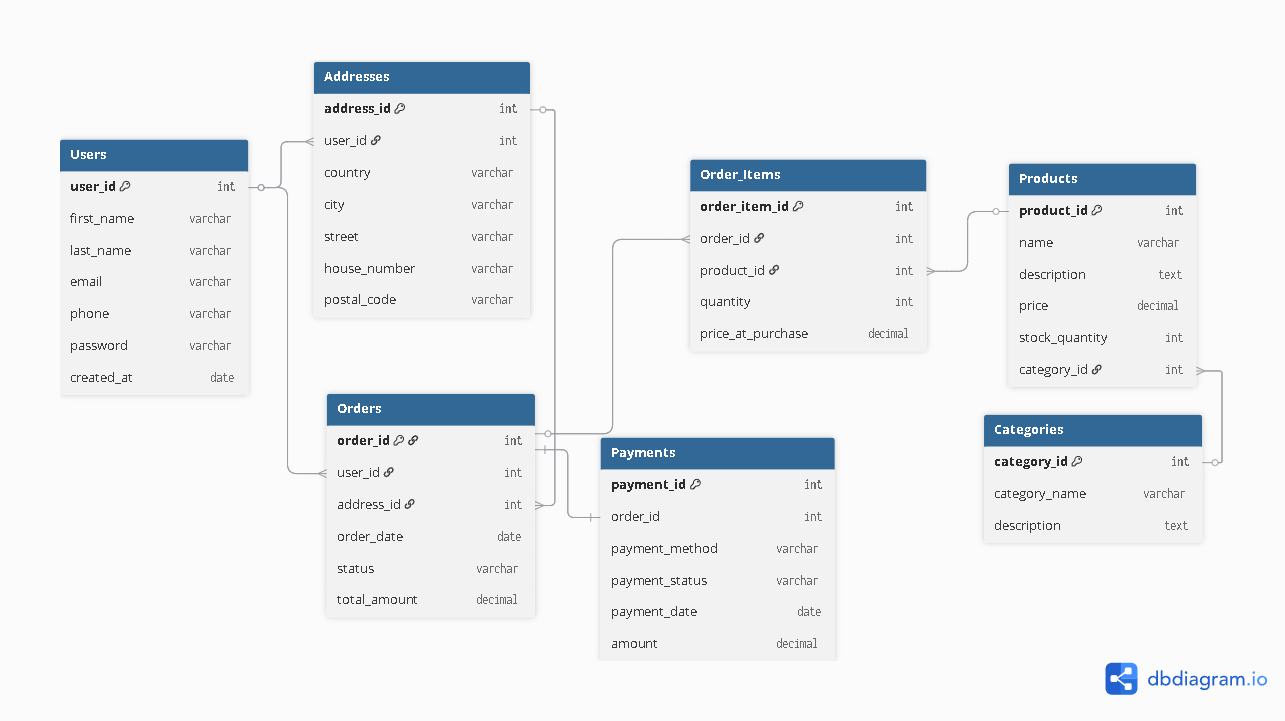 Addresses
address_id int
user_id int
country varchar
city varchar
street varchar
house_number varchar
postal_code varchar
Users
user_id int
first_name varchar
last_name varchar
email varchar
phone varchar
password varchar
created_at date
Order_Items
order_item_id int
order_id int
product_id int
quantity int
price_at_purchase decimal
Products
product_id int
name varchar
description text
price decimal
stock_quantity int
category_id int
Orders
order_id int
user_id int
address_id int
order_date date
status varchar
total_amount decimal
Payments
payment_id int
order_id int
payment_method varchar
payment_status varchar
payment_date date
amount decimal
Categories
category_id int
category_name varchar
description text
dbdiagram.io